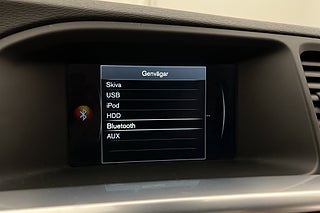 Genvägar
Skiva
USB
iPod
HDD
Bluetooth
AUX